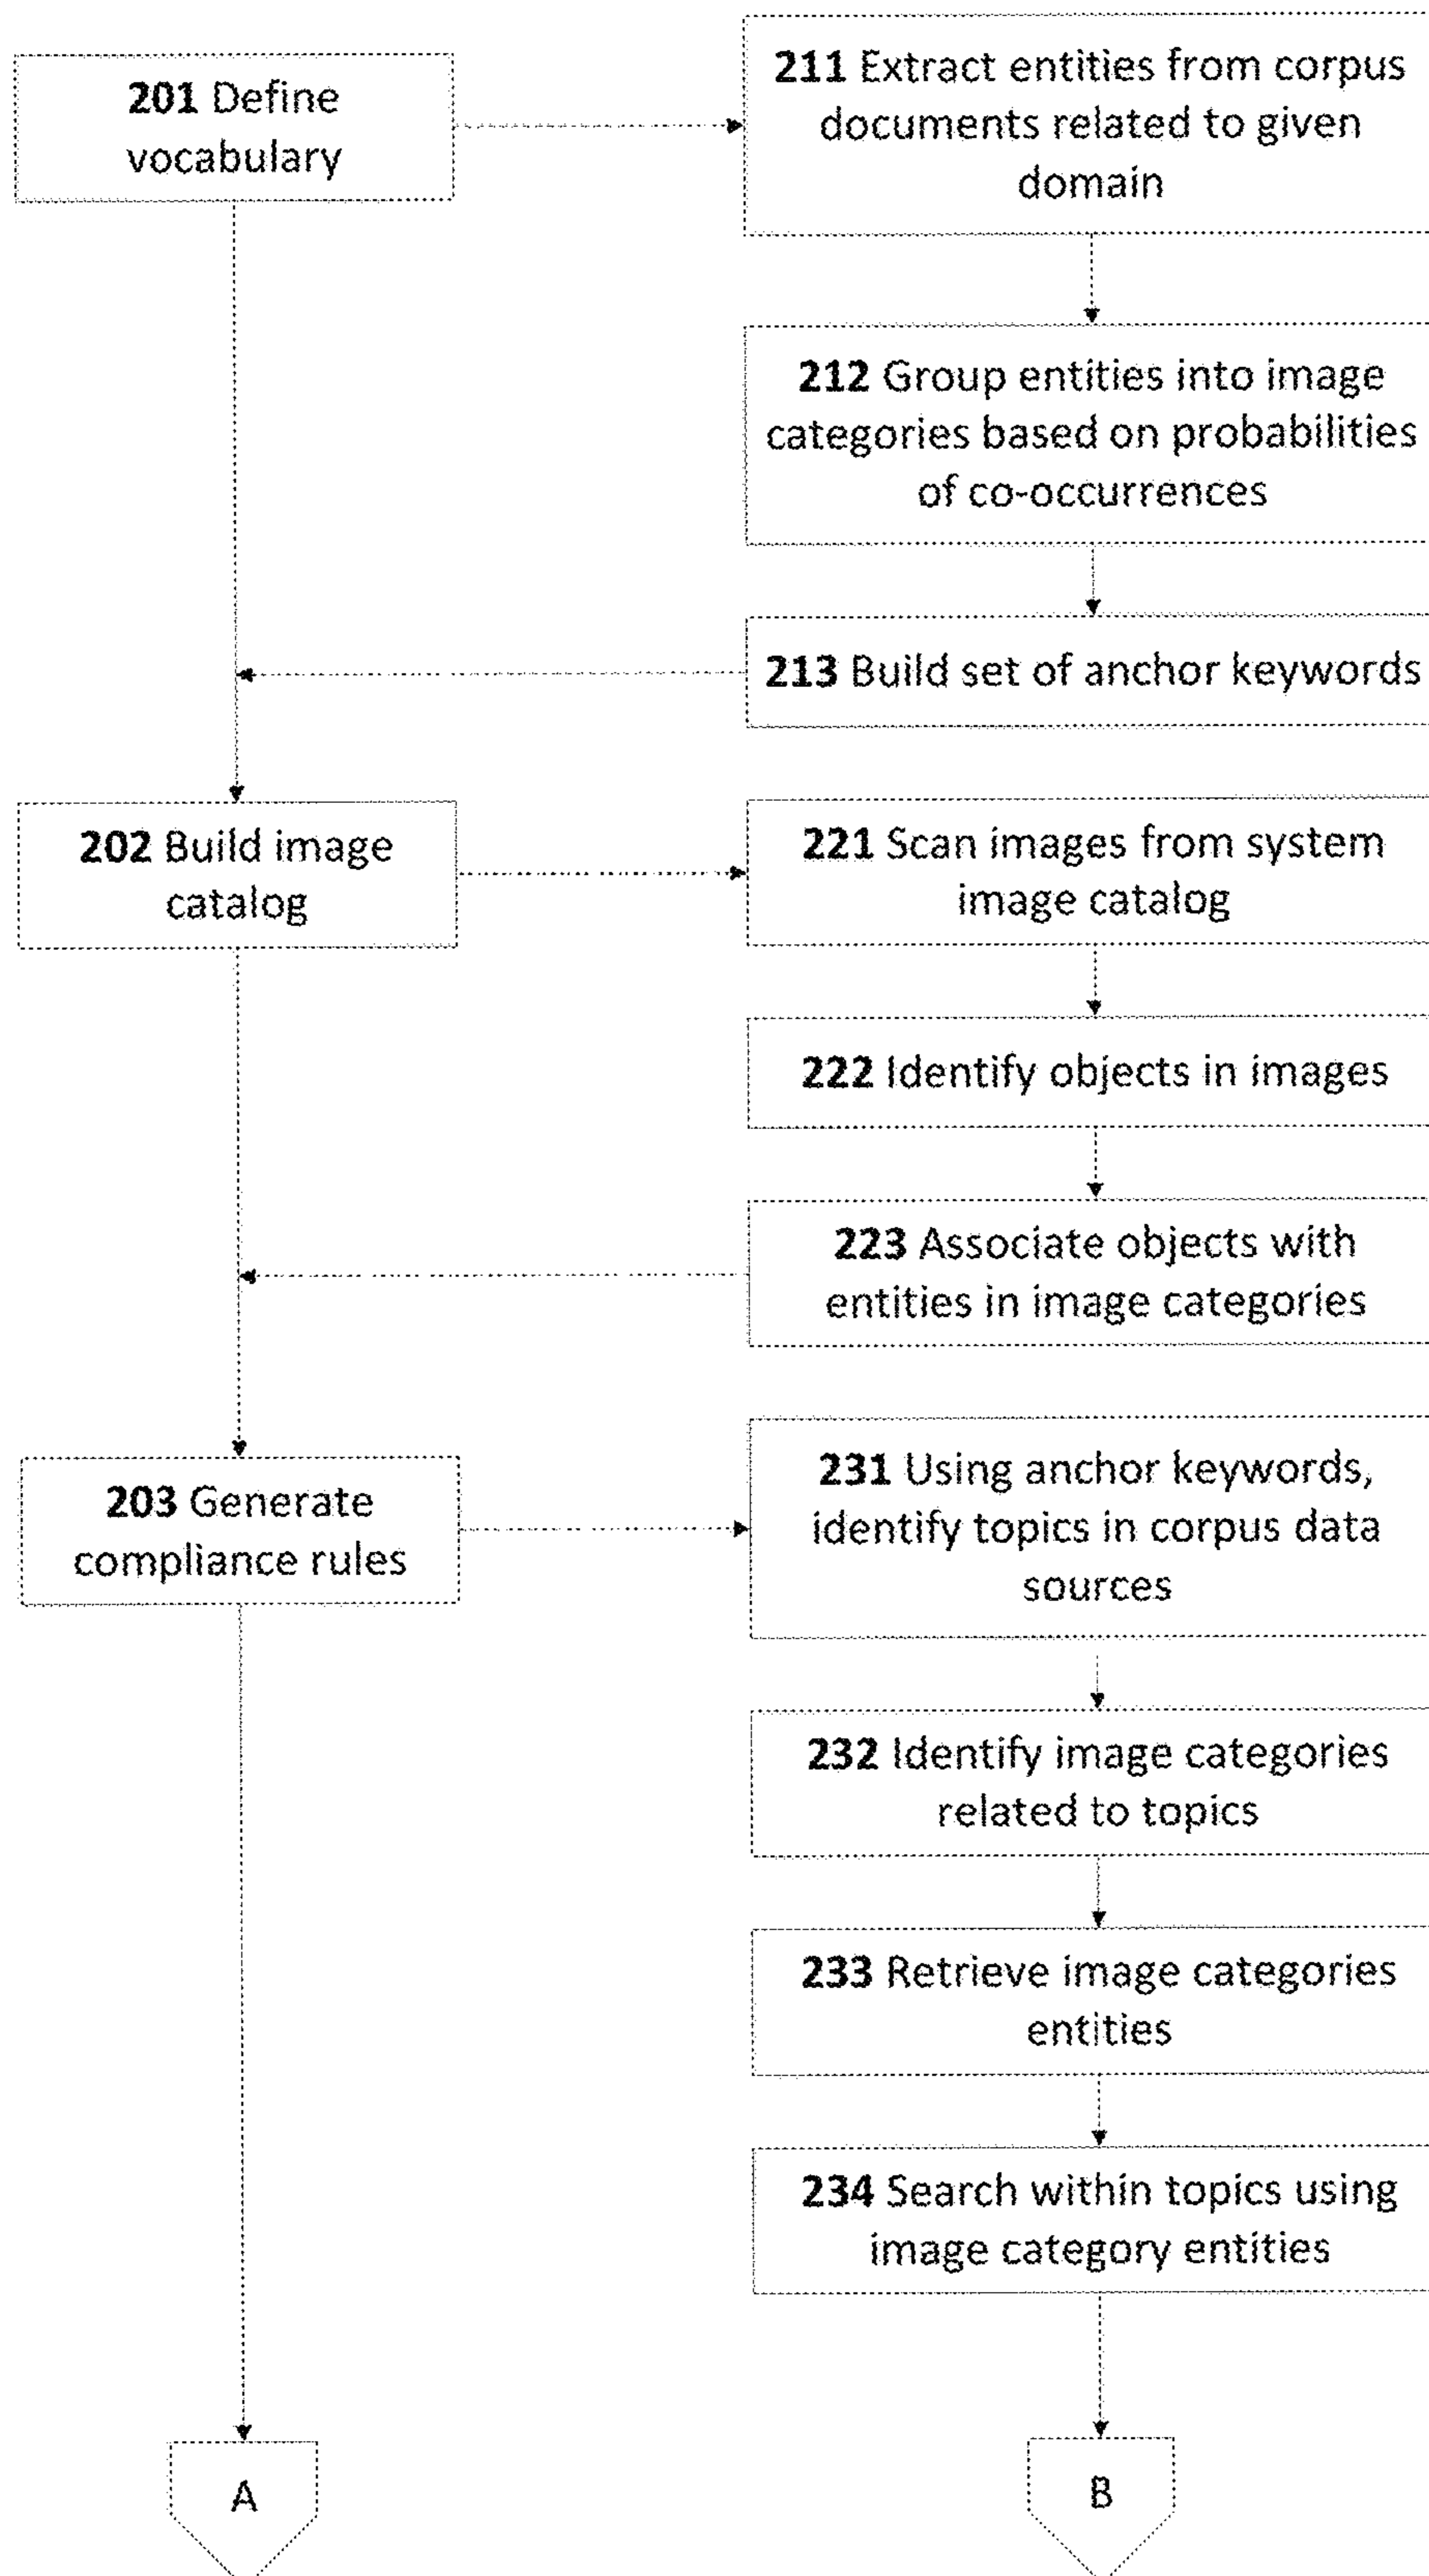 201 Define
vocabulary
211 Extract entities from corpus
documents related to given
domain
212 Group entities into image
categories based on probabilities
of co-occurrences
213 Build set of anchor keywords
202 Build image
catalog
221 Scan images from system
image catalog
222 Identify objects in images
223 Associate objects with
entities in image categories
203 Generate
compliance rules
231 Using anchor keywords,
identify topics in corpus data
sources
232 Identify image categories
related to topics
233 Retrieve image categories
entities
234 Search within topics using
image category entities
A
B